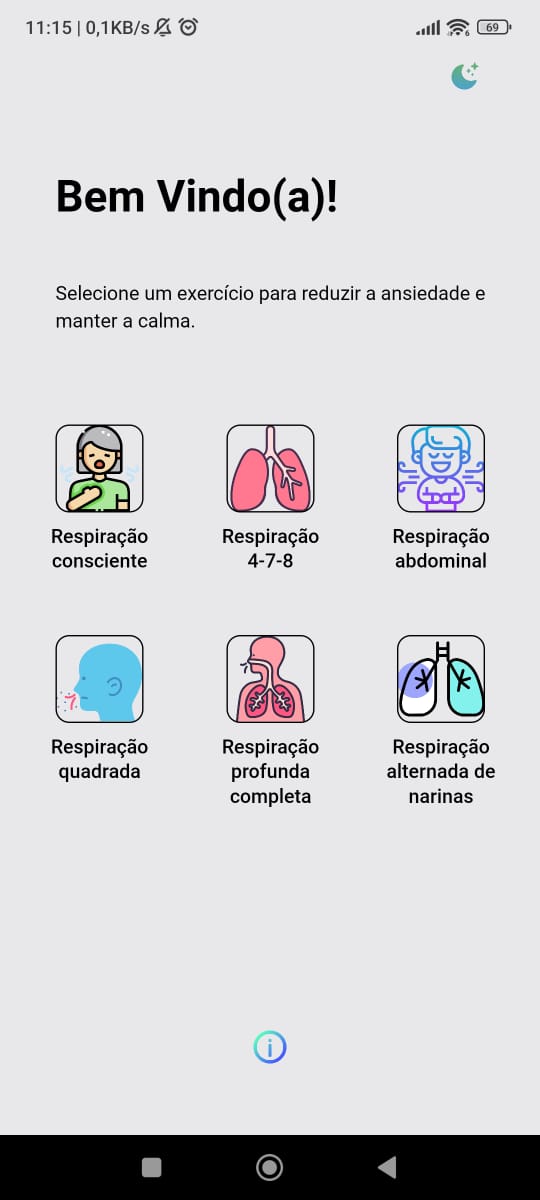 11:15 | 0,1KB/s
69
Bem Vindo(a)!
Selecione um exercício para reduzir a ansiedade e
manter a calma.
Respiração
consciente
Respiração
4-7-8
Respiração
abdominal
Respiração
quadrada
Respiração
profunda
completa
Respiração
alternada de
narinas